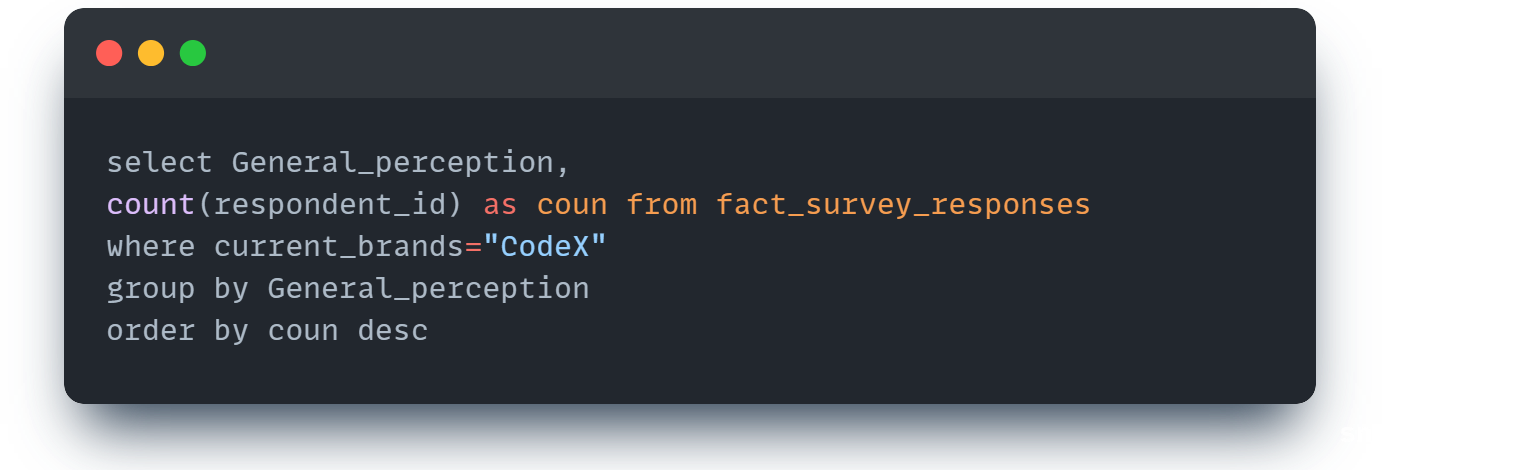 select General_perception,
count(respondent_id) as coun from fact_survey_responses
where current_brands="CodeX"
group by General_perception
order by coun desc